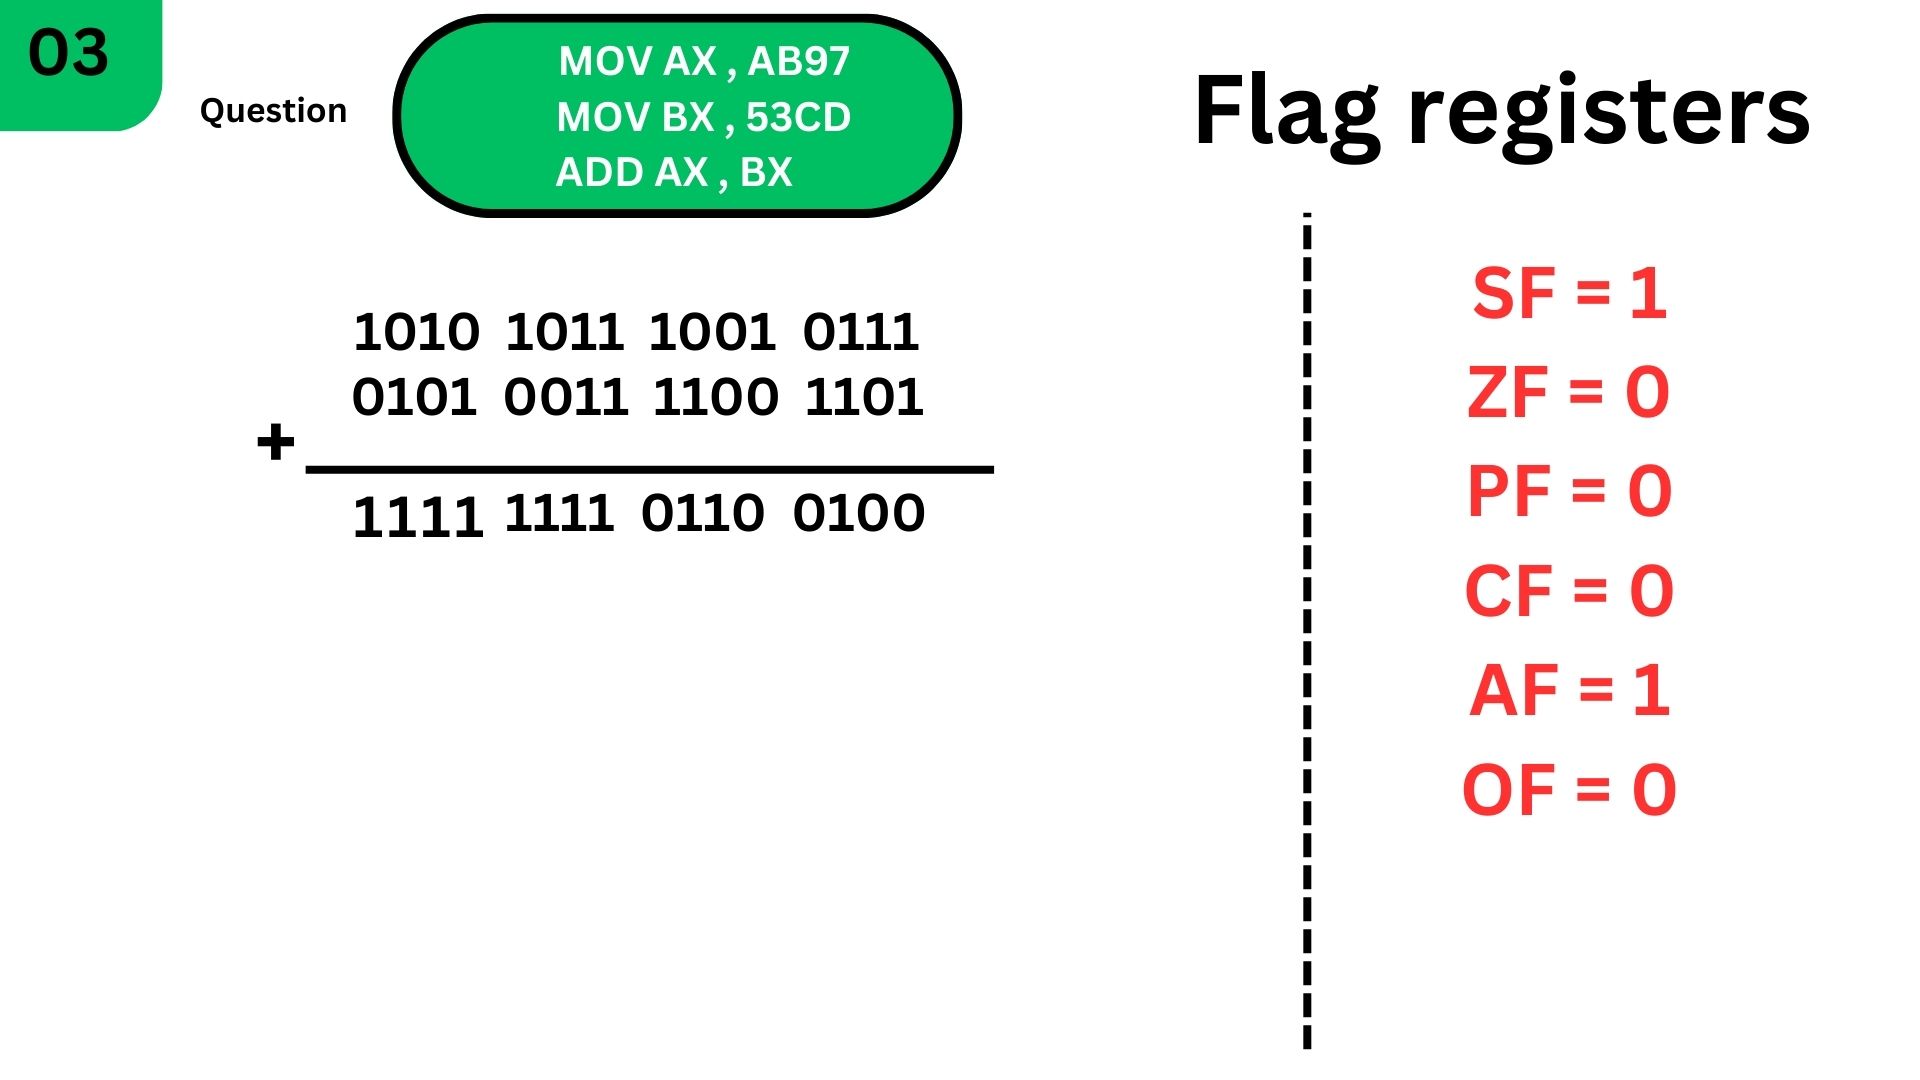 03
Question
MOV AX , AB97
MOV BX , 53CD
ADD AX , BX
1010 1011 1001 0111
0101 0011 1100 1101
+
1111 1111 0110 0100
Flag registers
SF = 1
ZF = 0
PF = 0
CF = 0
AF = 1
OF = 0